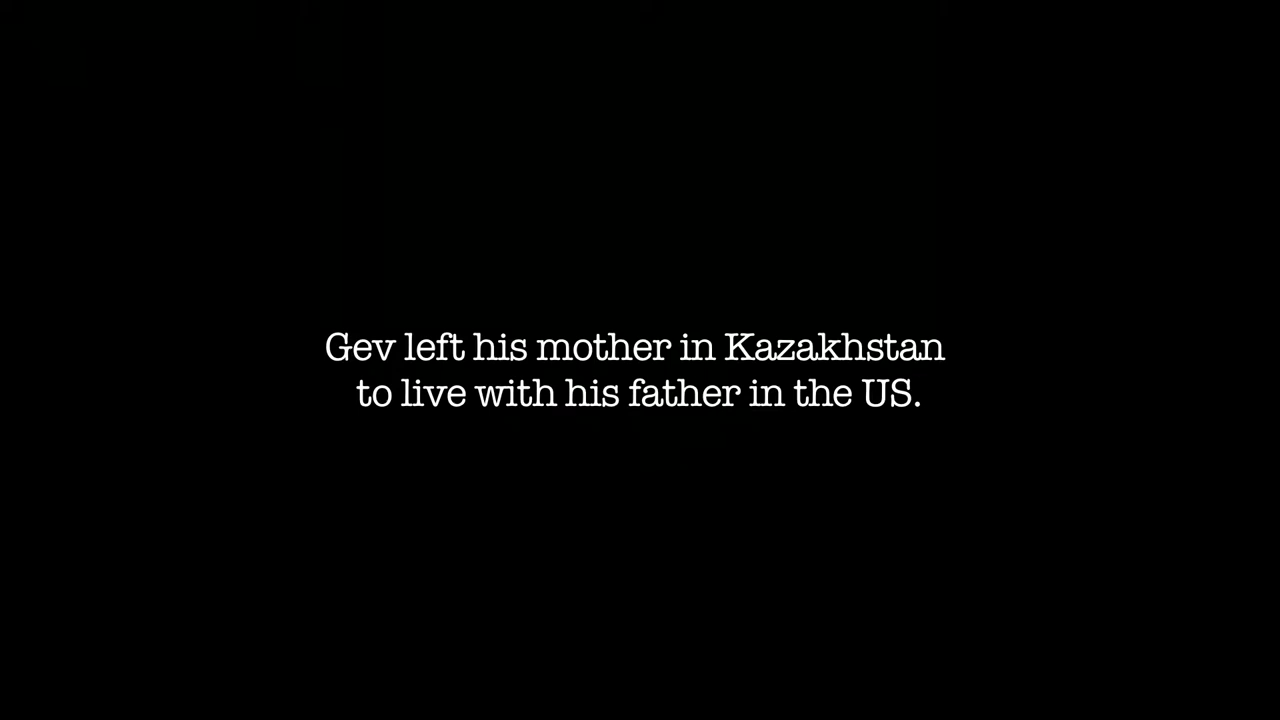 Gev left his mother in Kazakhstan
to live with his father in the US.